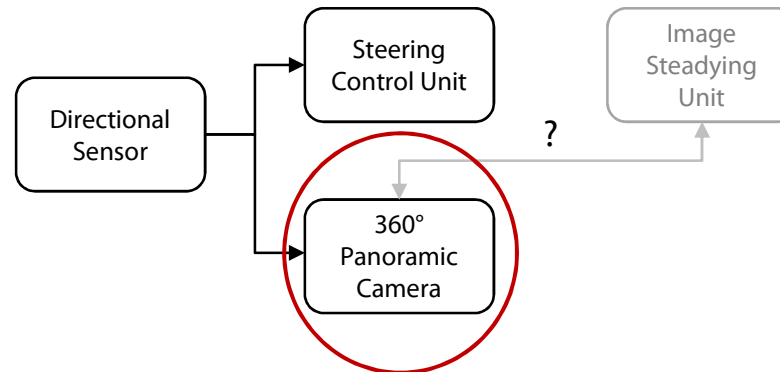 Steering
Control Unit
Image
Steadying
Unit
Directional
Sensor
?
360°
Panoramic
Camera